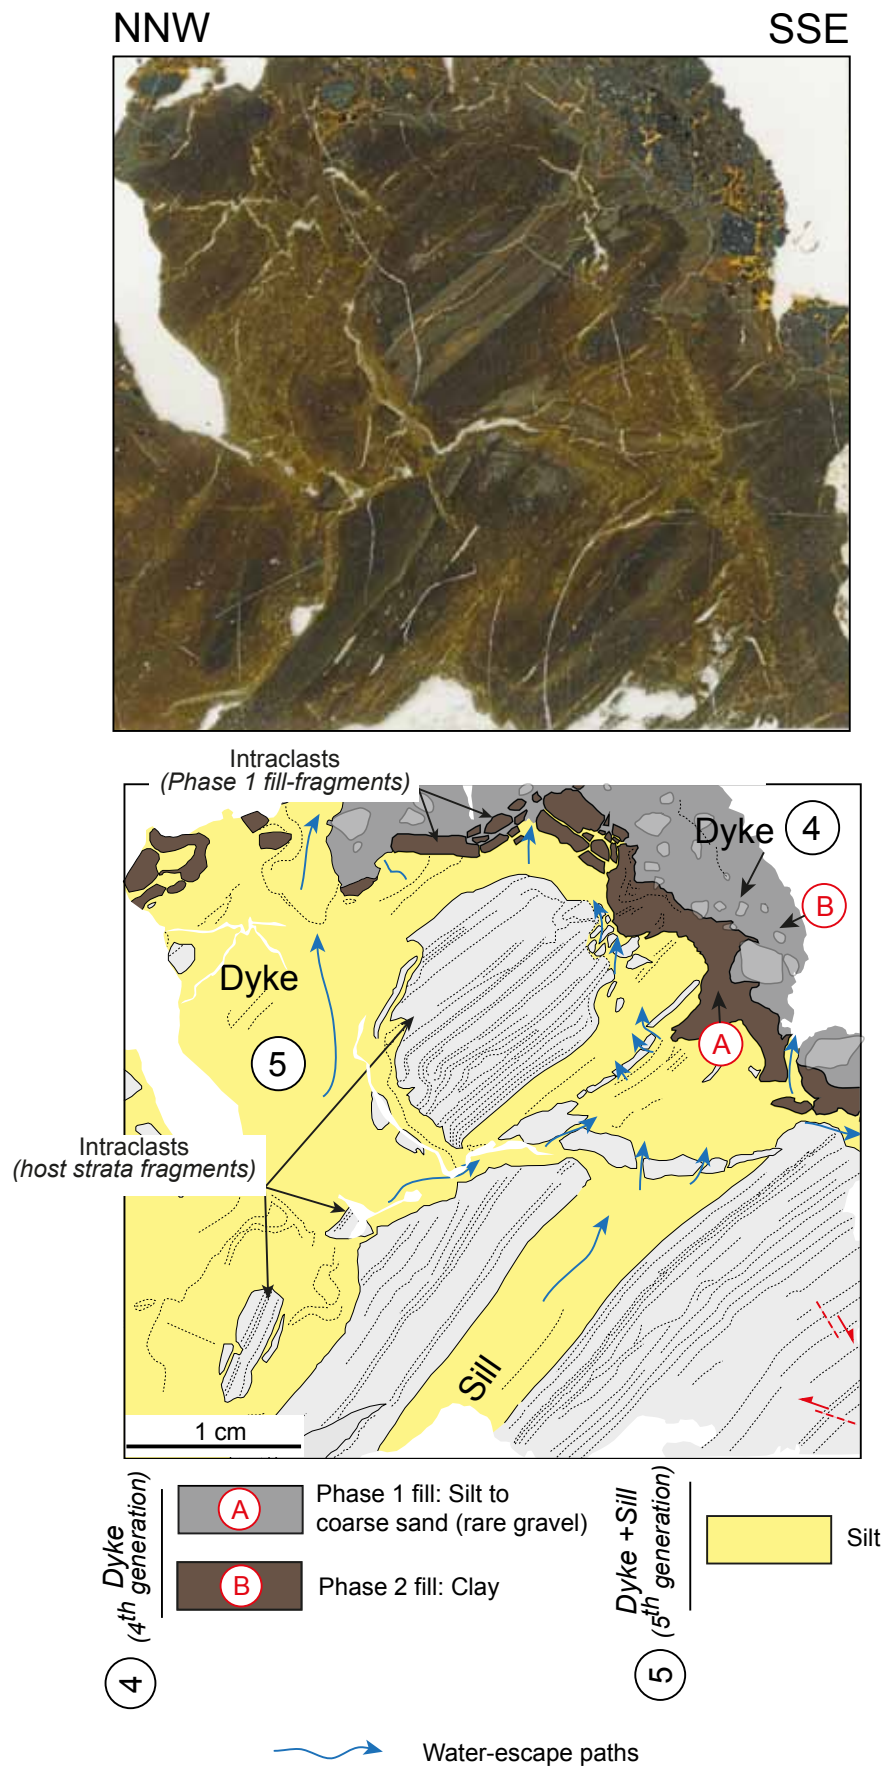 NNW
SSE
Intraclasts
(Phase 1 fill-fragments)
Dyke 4
B
Dyke
A
5
Intraclasts
(host strata fragments)
Sill
1 cm
Dyke
(4th generation)
4
A
Phase 1 fill: Silt to
coarse sand (rare gravel)
B
Phase 2 fill: Clay
Dyke +Sill
(5th generation)
5
Silt
Water-escape paths